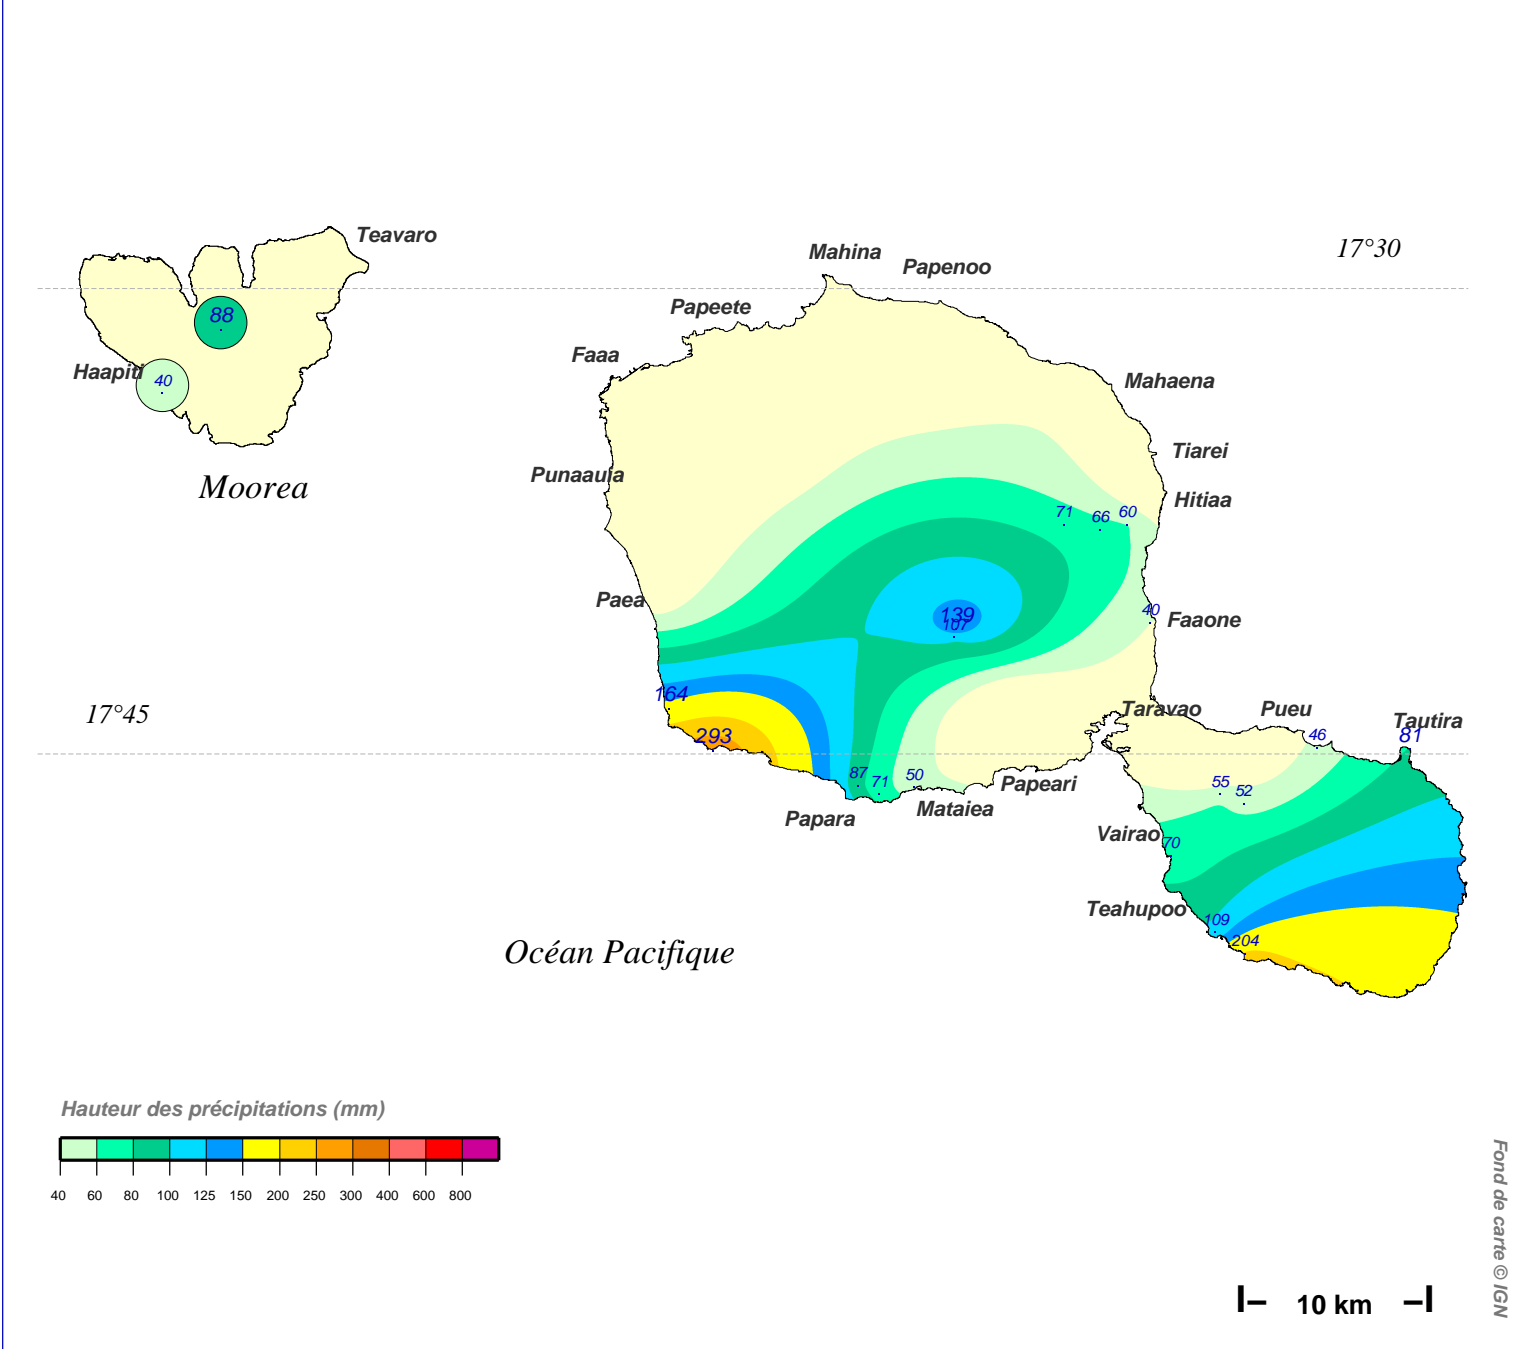 Teavaro
17°30
Mahina
Papenoo
Papeete
88
Faaa
Haapiti
40
Mahaena
Tiarei
Moorea
Punaauia
Hitiaa
71
66
60
Paea
139
107
40
Faaone
164
17°45
293
Taravao
Pueu
Tautira
46
81
87
71
50
Papeari
55
52
Papara
Mataiea
Vairao
70
Teahupoo
109
204
Océan Pacifique
Hauteur des précipitations (mm)
40 60 80 100 125 150 200 250 300 400 600 800
Fond de carte © IGN
10 km